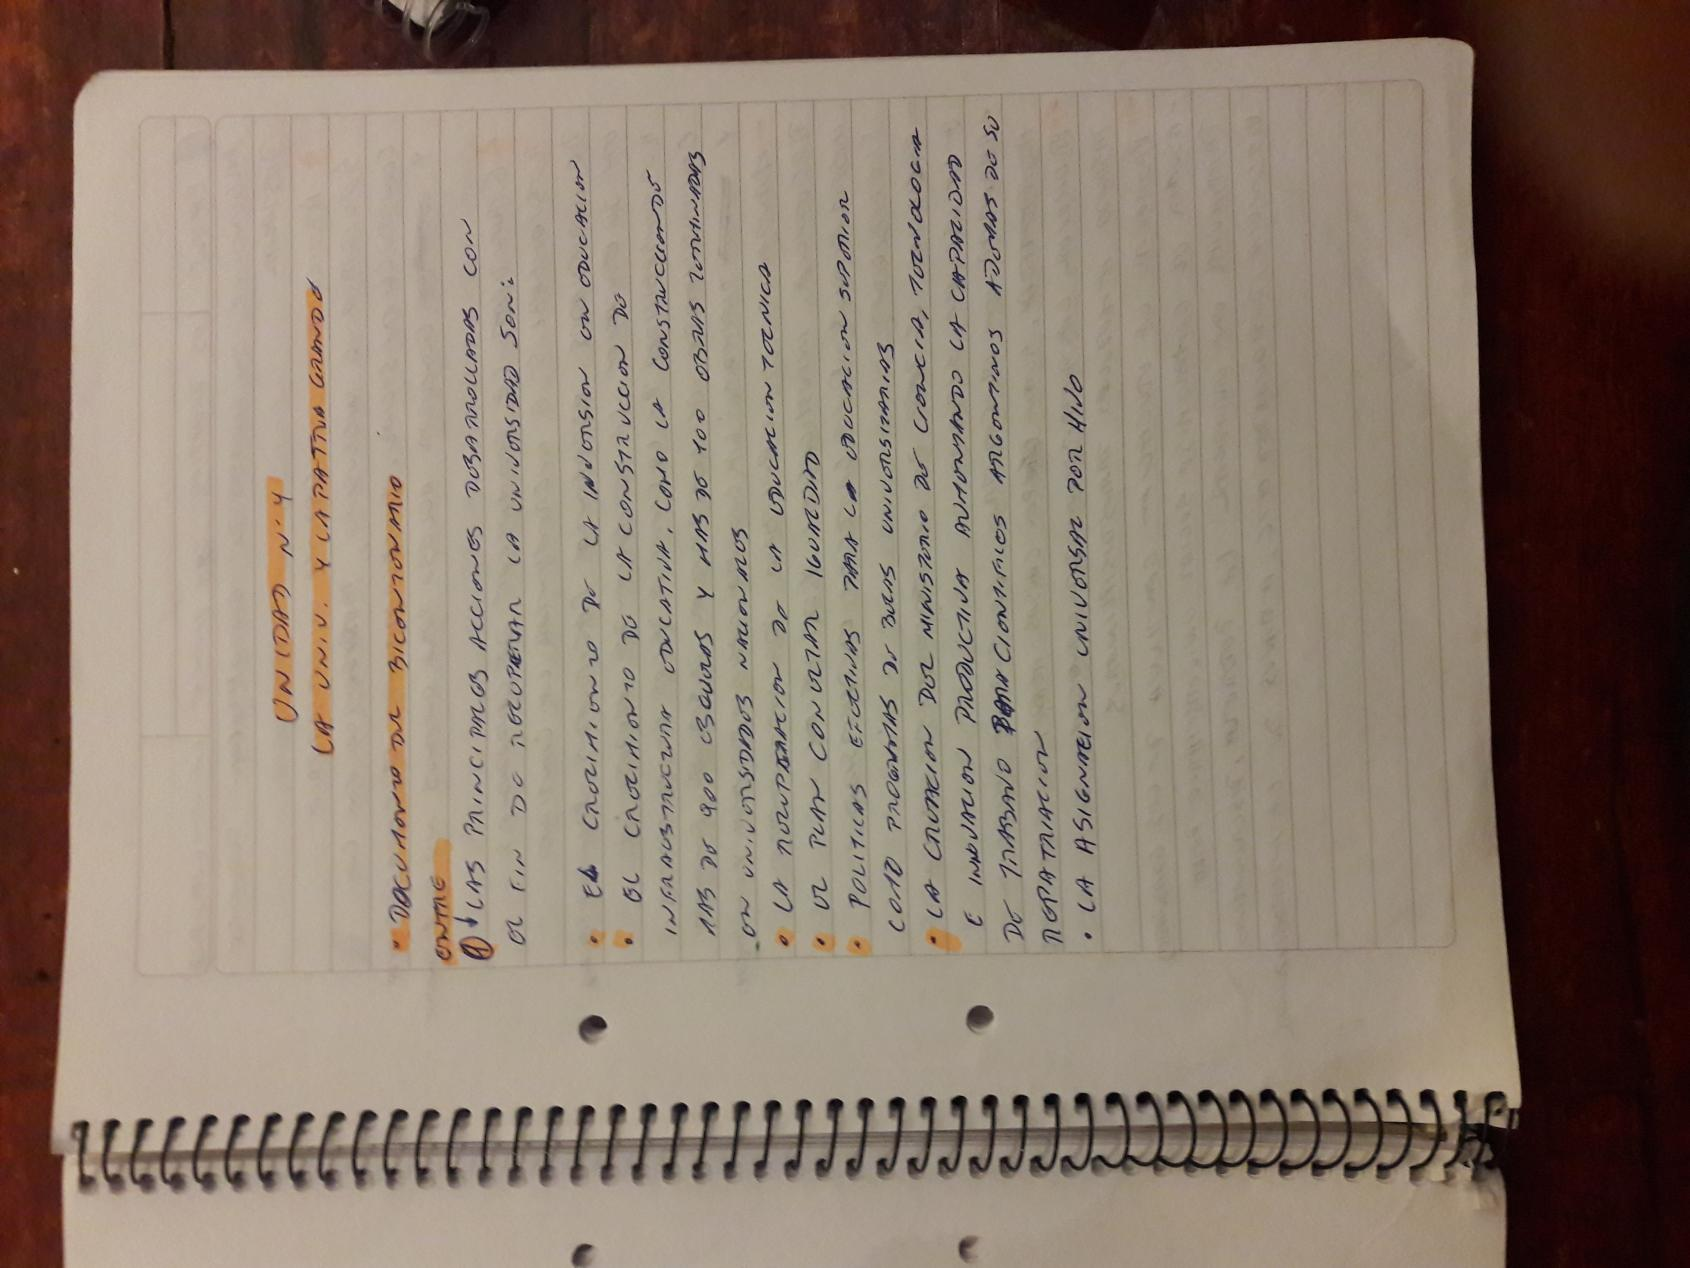 UNIDAD N·4
LA UNIV. Y LA PATRIA GRANDE
• DOCUMENTO DEL BICENTENARIO
ENTRE
① LAS PRINCIPALES ACCIONES DESARROLLADAS CON
EL FIN DE RECUPERAR LA UNIVERSIDAD SON:
• EL CRECIMIENTO DE LA INVERSION EN EDUCACION
• EL CRECIMIENTO DE LA CONSTRUCCION DE
INFRAESTRUCTURA EDUCATIVA, COMO LA CONSTRUCCION DE
MAS DE 900 ESCUELAS Y MAS DE 100 OBRAS TERMINADAS
EN UNIVERSIDADES NACIONALES
• LA RECUPERACION DE LA EDUCACION TECNICA
• EL PLAN CONECTAR IGUALDAD
• POLITICAS EFECTIVAS PARA LA EDUCACION SUPERIOR
COMO PROGRAMAS DE BECAS UNIVERSITARIAS
• LA CREACION DEL MINISTERIO DE CIENCIA, TECNOLOGIA
E INNOVACION PRODUCTIVA AUMENTANDO LA CAPACIDAD
DE TRABAJO PARA CIENTIFICOS ARGENTINOS ADEMAS DE SU
REPATRIACION
• LA ASIGNACION UNIVERSAL POR HIJO